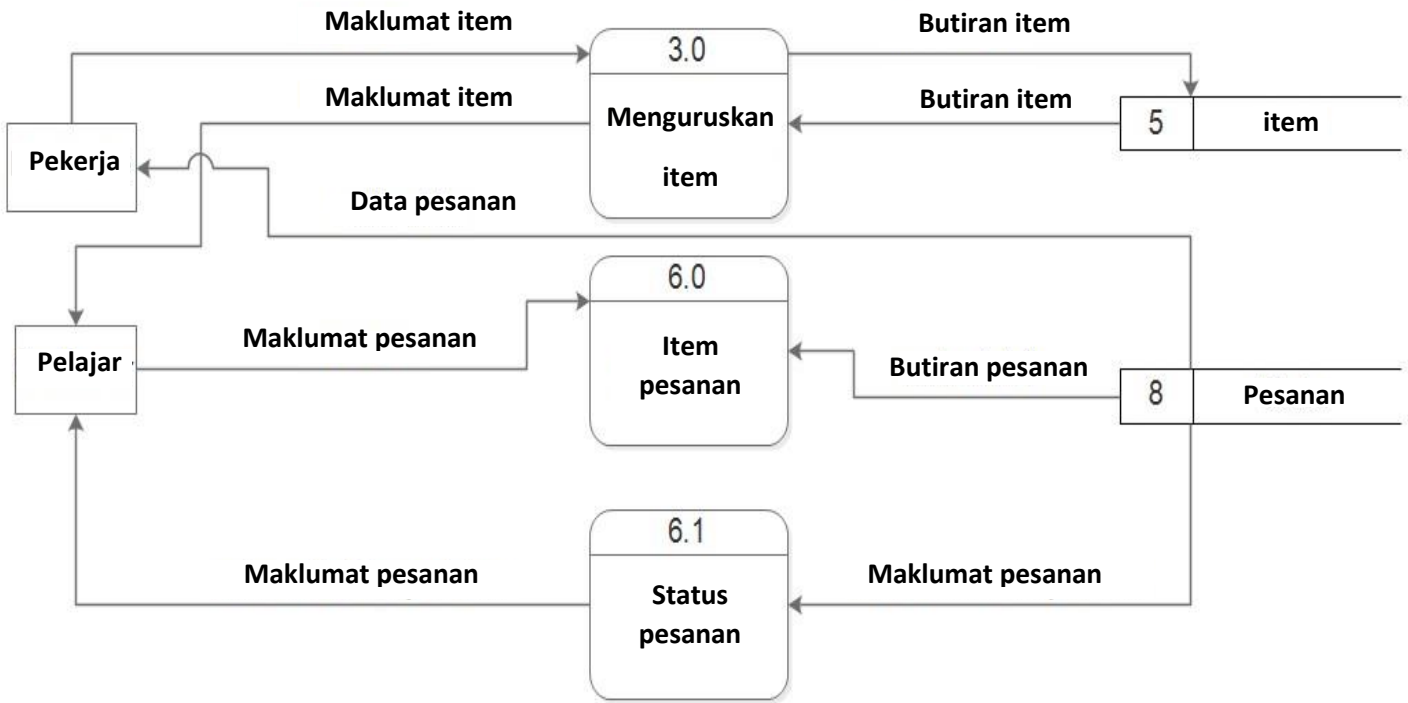 Maklumat item
3.0
Butiran item
Maklumat item
Menguruskan
item
Butiran item
5
item
Pekerja
Data pesanan
6.0
Pelajar
Maklumat pesanan
Item
pesanan
Butiran pesanan
8
Pesanan
6.1
Maklumat pesanan
Status
pesanan
Maklumat pesanan